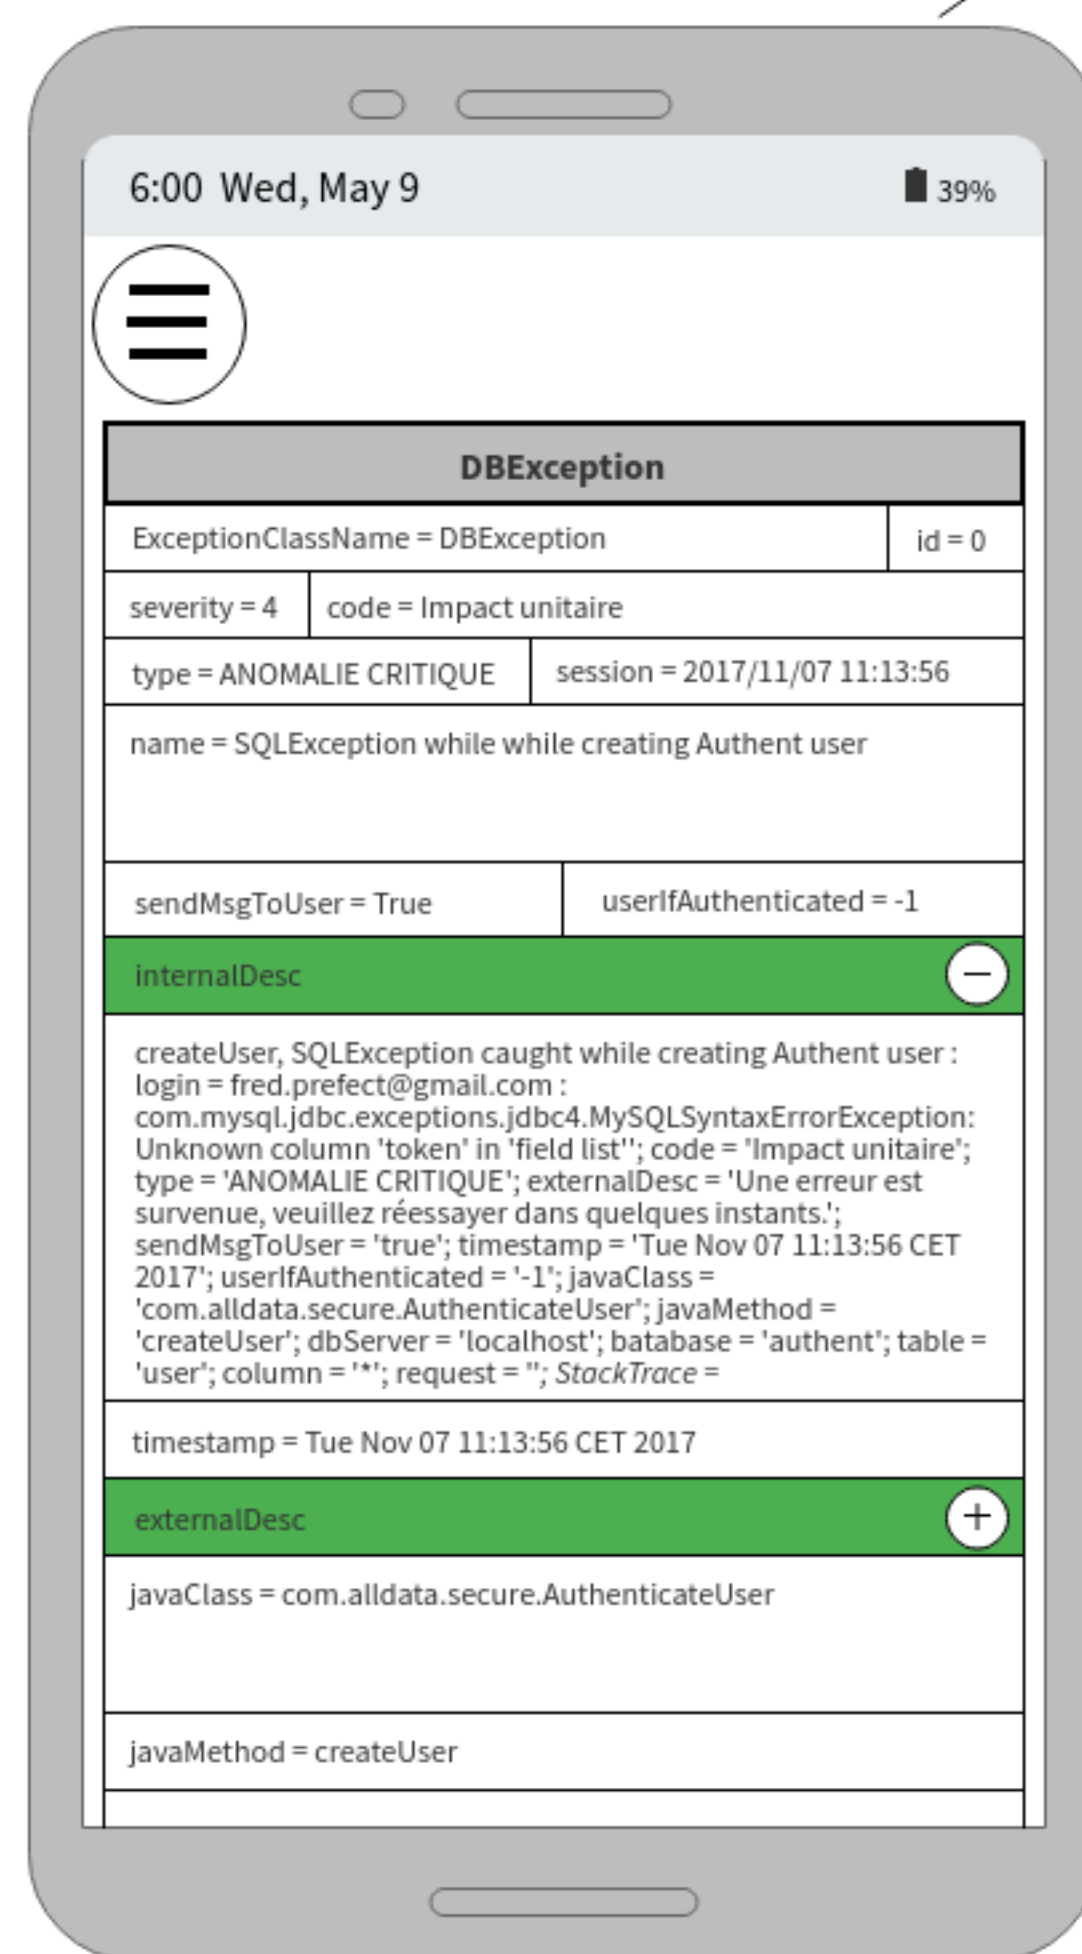 6:00 Wed, May 9 39%
DBException
ExceptionClassName = DBException id = 0
severity = 4 code = Impact unitaire
type = ANOMALIE CRITIQUE session = 2017/11/07 11:13:56
name = SQLException while while creating Authent user
sendMsgToUser = True userIfAuthenticated = -1
internalDesc
createUser, SQLException caught while creating Authent user :
login = fred.prefect@gmail.com :
com.mysql.jdbc.exceptions.jdbc4.MySQLSyntaxErrorException:
Unknown column 'token' in 'field list''; code = 'Impact unitaire';
type = 'ANOMALIE CRITIQUE'; externalDesc = 'Une erreur est
survenue, veuillez réessayer dans quelques instants.';
sendMsgToUser = 'true'; timestamp = 'Tue Nov 07 11:13:56 CET
2017'; userIfAuthenticated = '-1'; javaClass =
'com.alldata.secure.AuthenticateUser'; javaMethod =
'createUser'; dbServer = 'localhost'; batabase = 'authent'; table =
'user'; column = '*'; request = ''; StackTrace =
timestamp = Tue Nov 07 11:13:56 CET 2017
externalDesc
javaClass = com.alldata.secure.AuthenticateUser
javaMethod = createUser